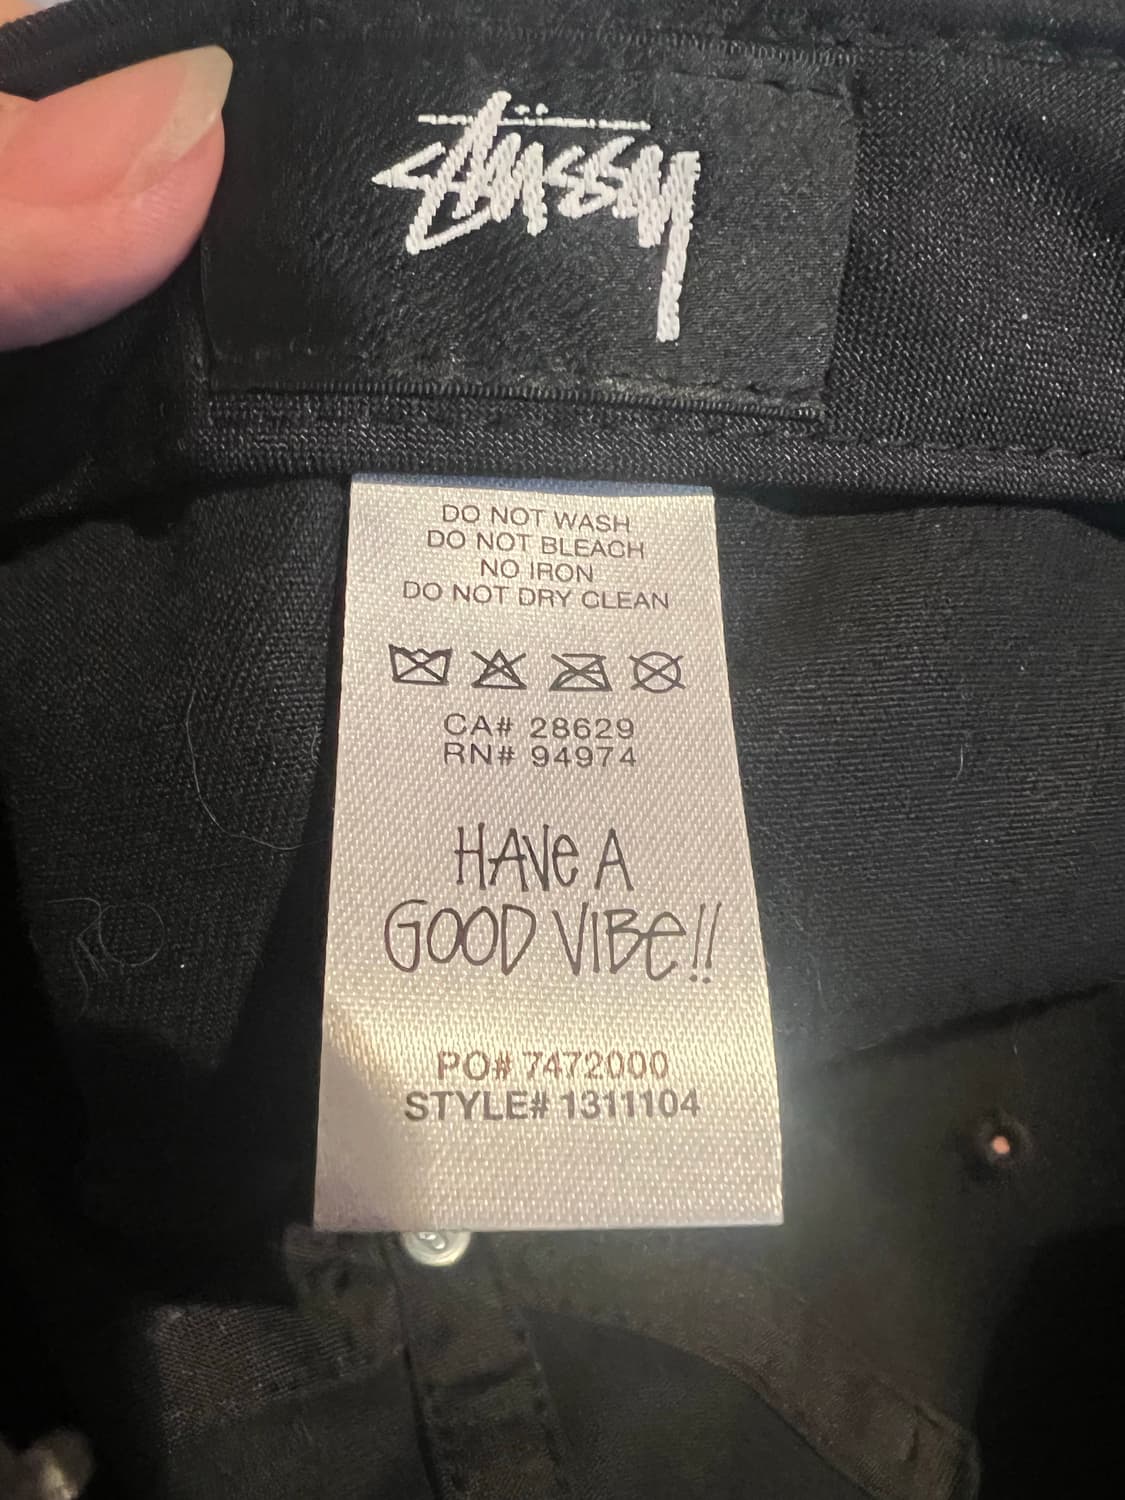 Stüssy
DO NOT WASH
DO NOT BLEACH
NO IRON
DO NOT DRY CLEAN
CA# 28629
RN# 94974
HAVe A
GOOD VIBe!!
PO# 7472000
STYLE# 1311104